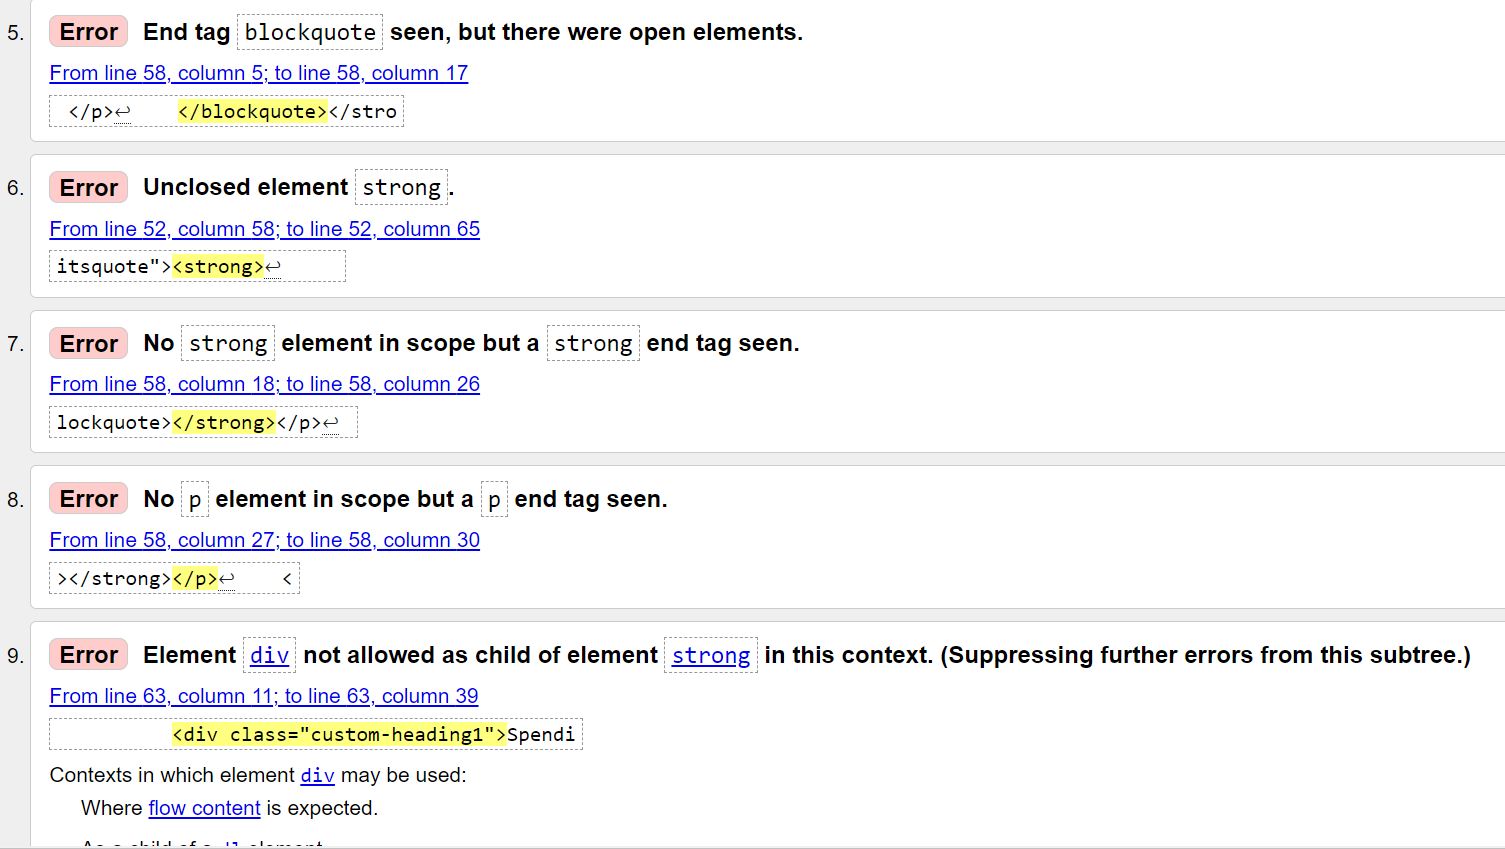 5. Error End tag blockquote seen, but there were open elements.
From line 58, column 5; to line 58, column 17
</p>↩ </blockquote></stro
6. Error Unclosed element strong.
From line 52, column 58; to line 52, column 65
itsquote"><strong>↩
7. Error No strong element in scope but a strong end tag seen.
From line 58, column 18; to line 58, column 26
lockquote></strong></p>↩
8. Error No p element in scope but a p end tag seen.
From line 58, column 27; to line 58, column 30
></strong></p>↩ <
9. Error Element div not allowed as child of element strong in this context. (Suppressing further errors from this subtree.)
From line 63, column 11; to line 63, column 39
<div class="custom-heading1">Spendi
Contexts in which element div may be used:
Where flow content is expected.
As a child of a dl element